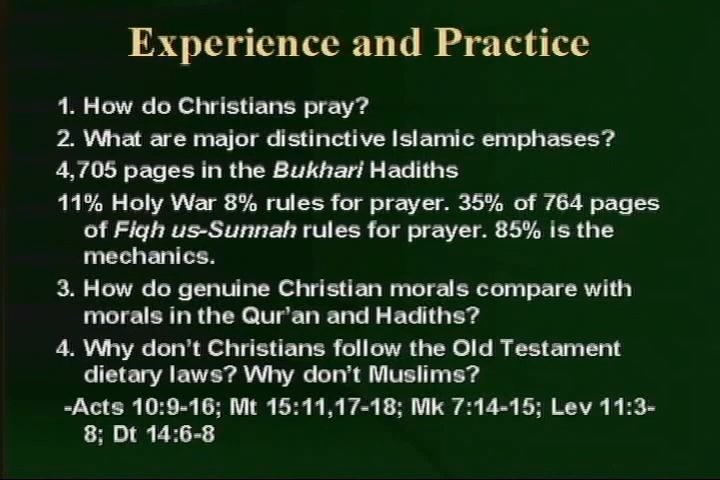 Experience and Practice
1. How do Christians pray?
2. What are major distinctive Islamic emphases?
4,705 pages in the Bukhari Hadiths
11% Holy War 8% rules for prayer. 35% of 764 pages
of Fiqh us-Sunnah rules for prayer. 85% is the
mechanics.
3. How do genuine Christian morals compare with
morals in the Qur'an and Hadiths?
4. Why don't Christians follow the Old Testament
dietary laws? Why don't Muslims?
-Acts 10:9-16; Mt 15:11,17-18; Mk 7:14-15; Lev 11:3-
8; Dt 14:6-8